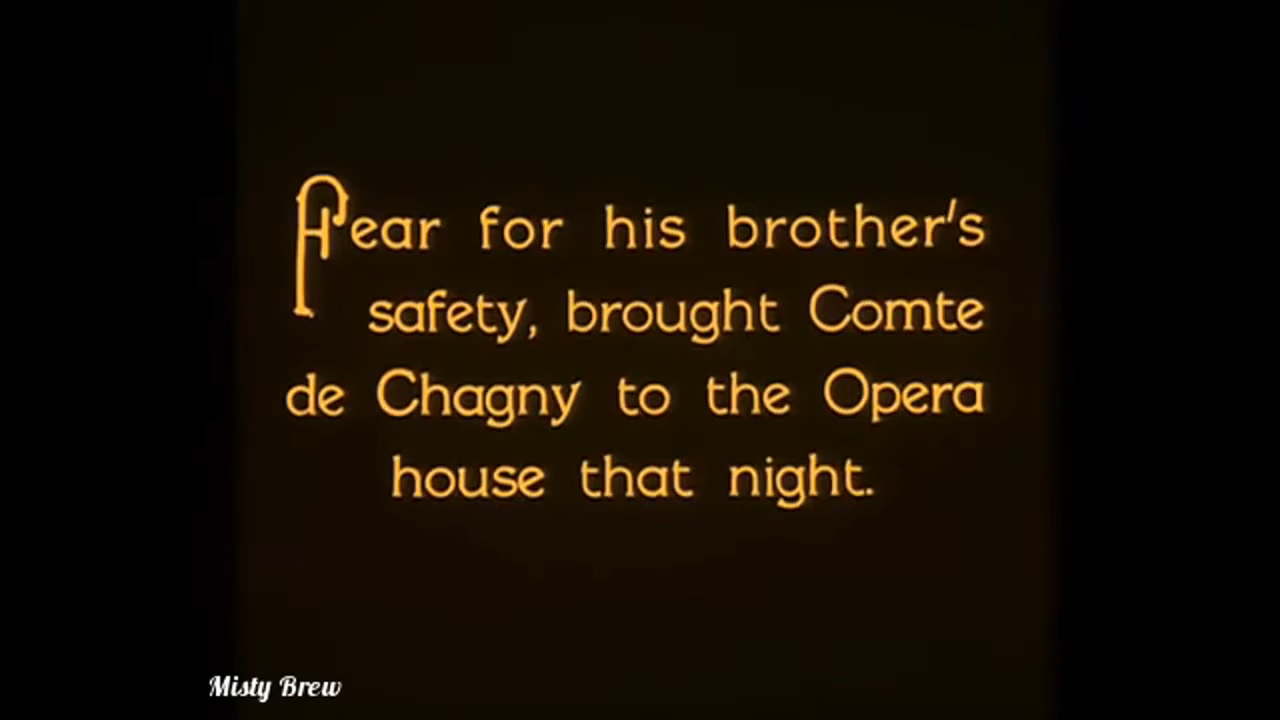 Fear for his brother's
safety, brought Comte
de Chagny to the Opera
house that night.
Misty Brew